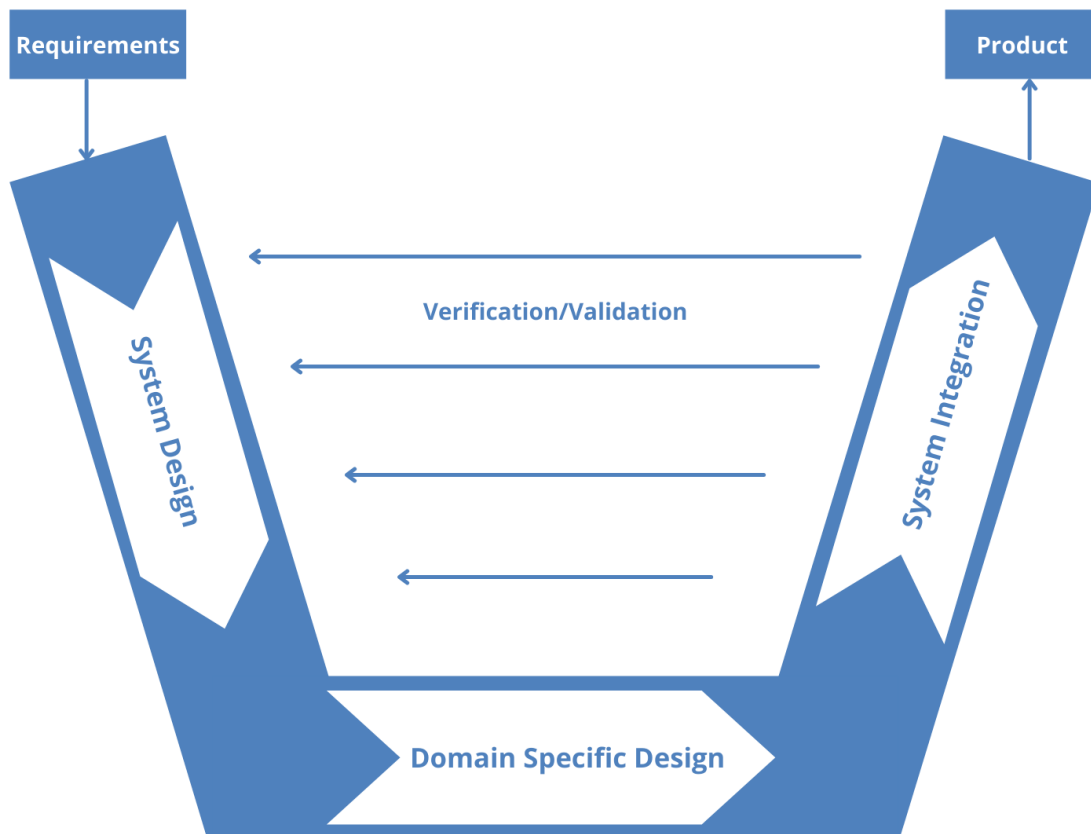 Requirements
Product
Verification/Validation
System Design
System Integration
Domain Specific Design